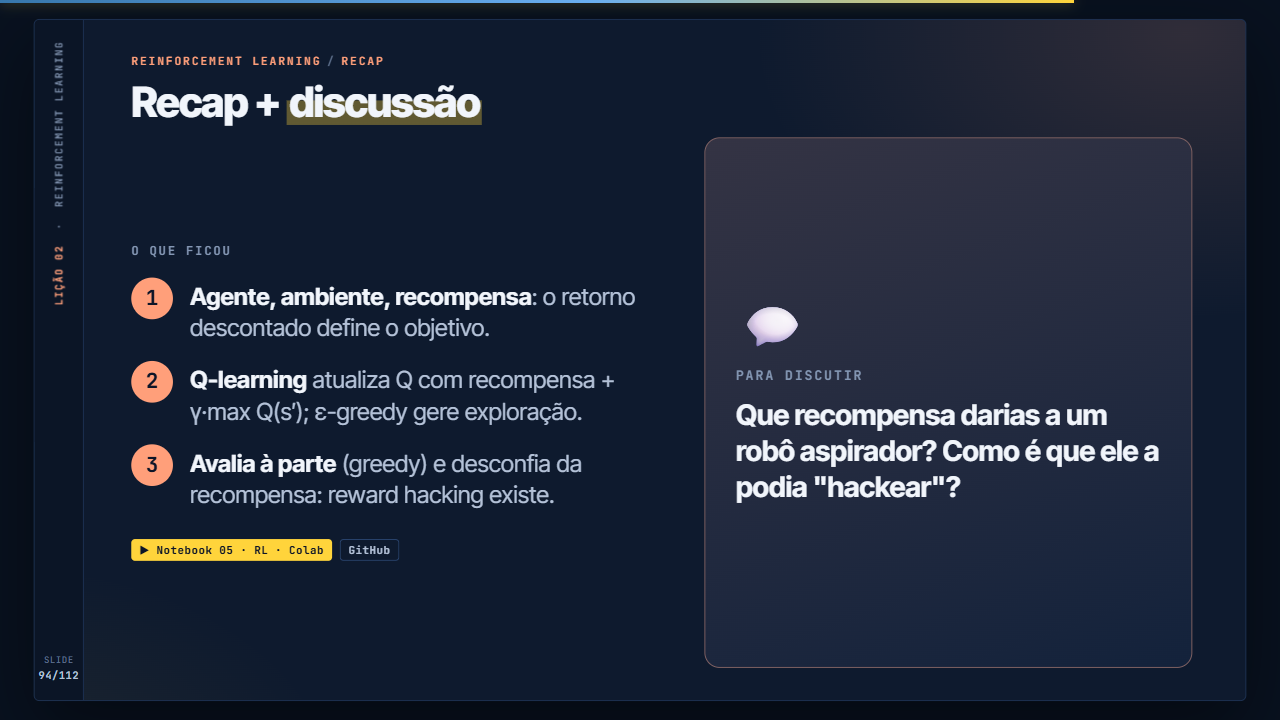 LIÇÃO 02 · REINFORCEMENT LEARNING
REINFORCEMENT LEARNING / RECAP
Recap + discussão
O QUE FICOU
1 Agente, ambiente, recompensa: o retorno
descontado define o objetivo.
2 Q-learning atualiza Q com recompensa +
γ·max Q(s′); ε-greedy gere exploração.
3 Avalia à parte (greedy) e desconfia da
recompensa: reward hacking existe.
▶ Notebook 05 · RL · Colab GitHub
PARA DISCUTIR
Que recompensa darias a um
robô aspirador? Como é que ele a
podia "hackear"?
SLIDE
94/112